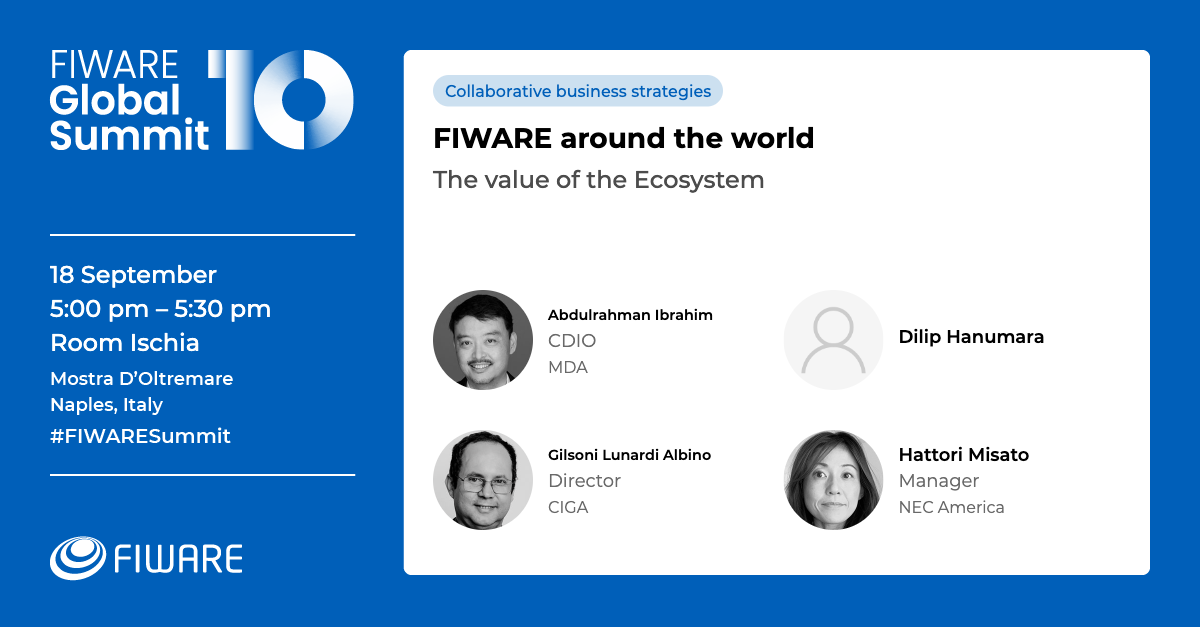 FIWARE
Global
Summit
10
18 September
5:00 pm – 5:30 pm
Room Ischia
Mostra D’Oltremare
Naples, Italy
#FIWARESummit
FIWARE
Collaborative business strategies
FIWARE around the world
The value of the Ecosystem
Abdulrahman Ibrahim
CDIO
MDA
Dilip Hanumara
Gilsoni Lunardi Albino
Director
CIGA
Hattori Misato
Manager
NEC America